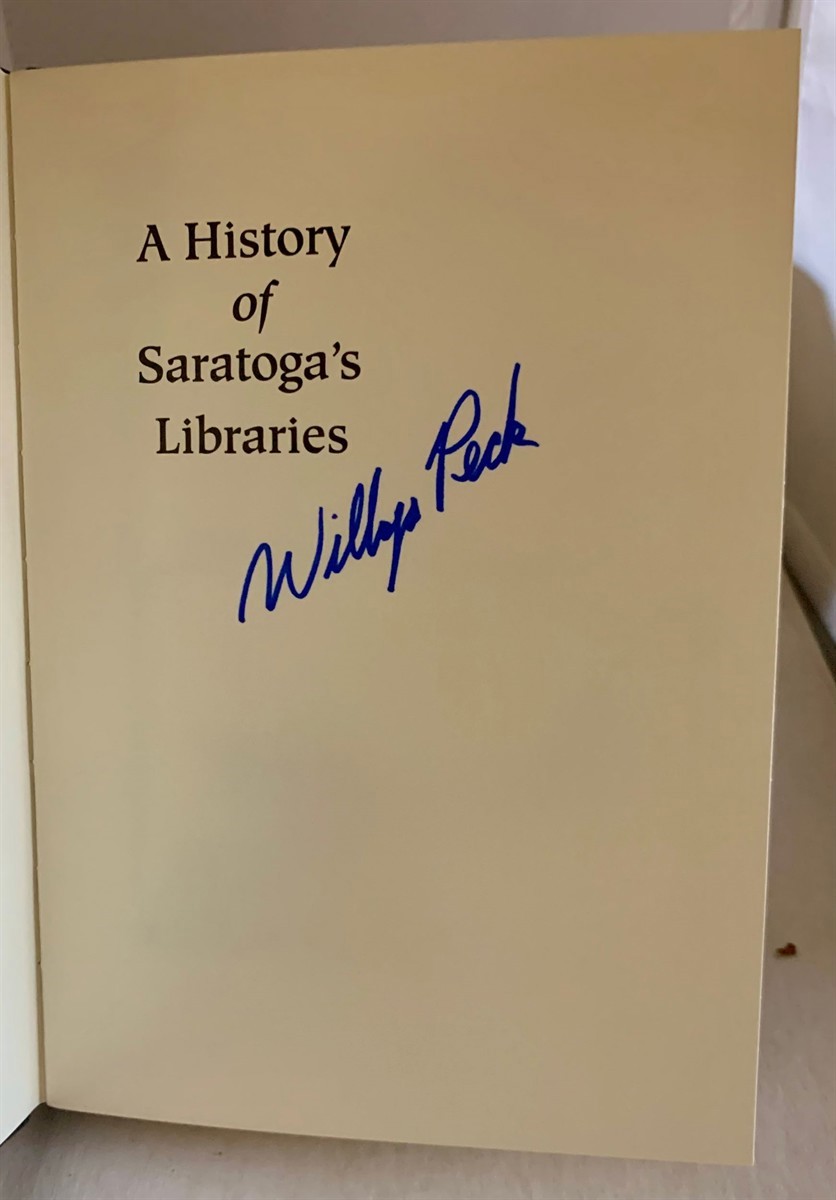 A History
of
Saratoga's
Libraries
Willys Peck